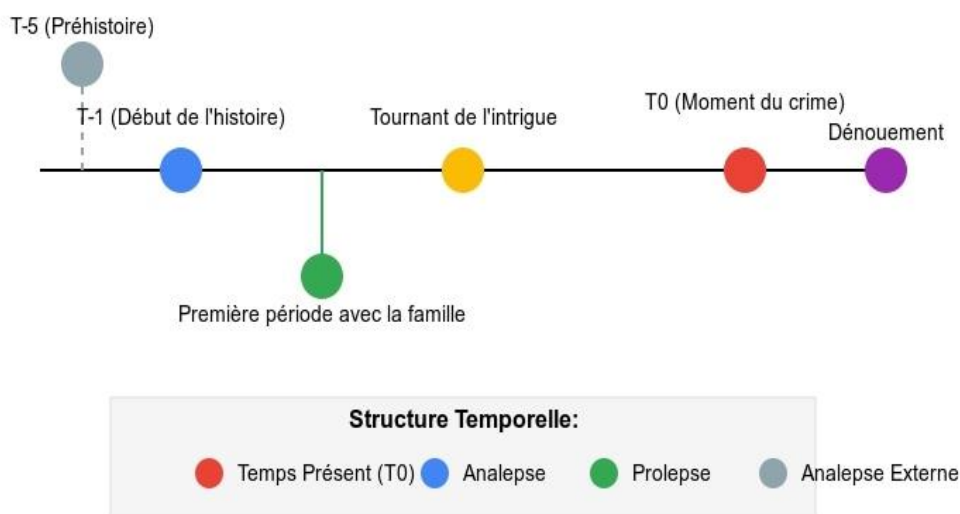 T-5 (Préhistoire)
T-1 (Début de l'histoire)
Tournant de l'intrigue
T0 (Moment du crime)
Dénouement
Première période avec la famille
Structure Temporelle:
Temps Présent (T0)
Analepse
Prolepse
Analepse Externe